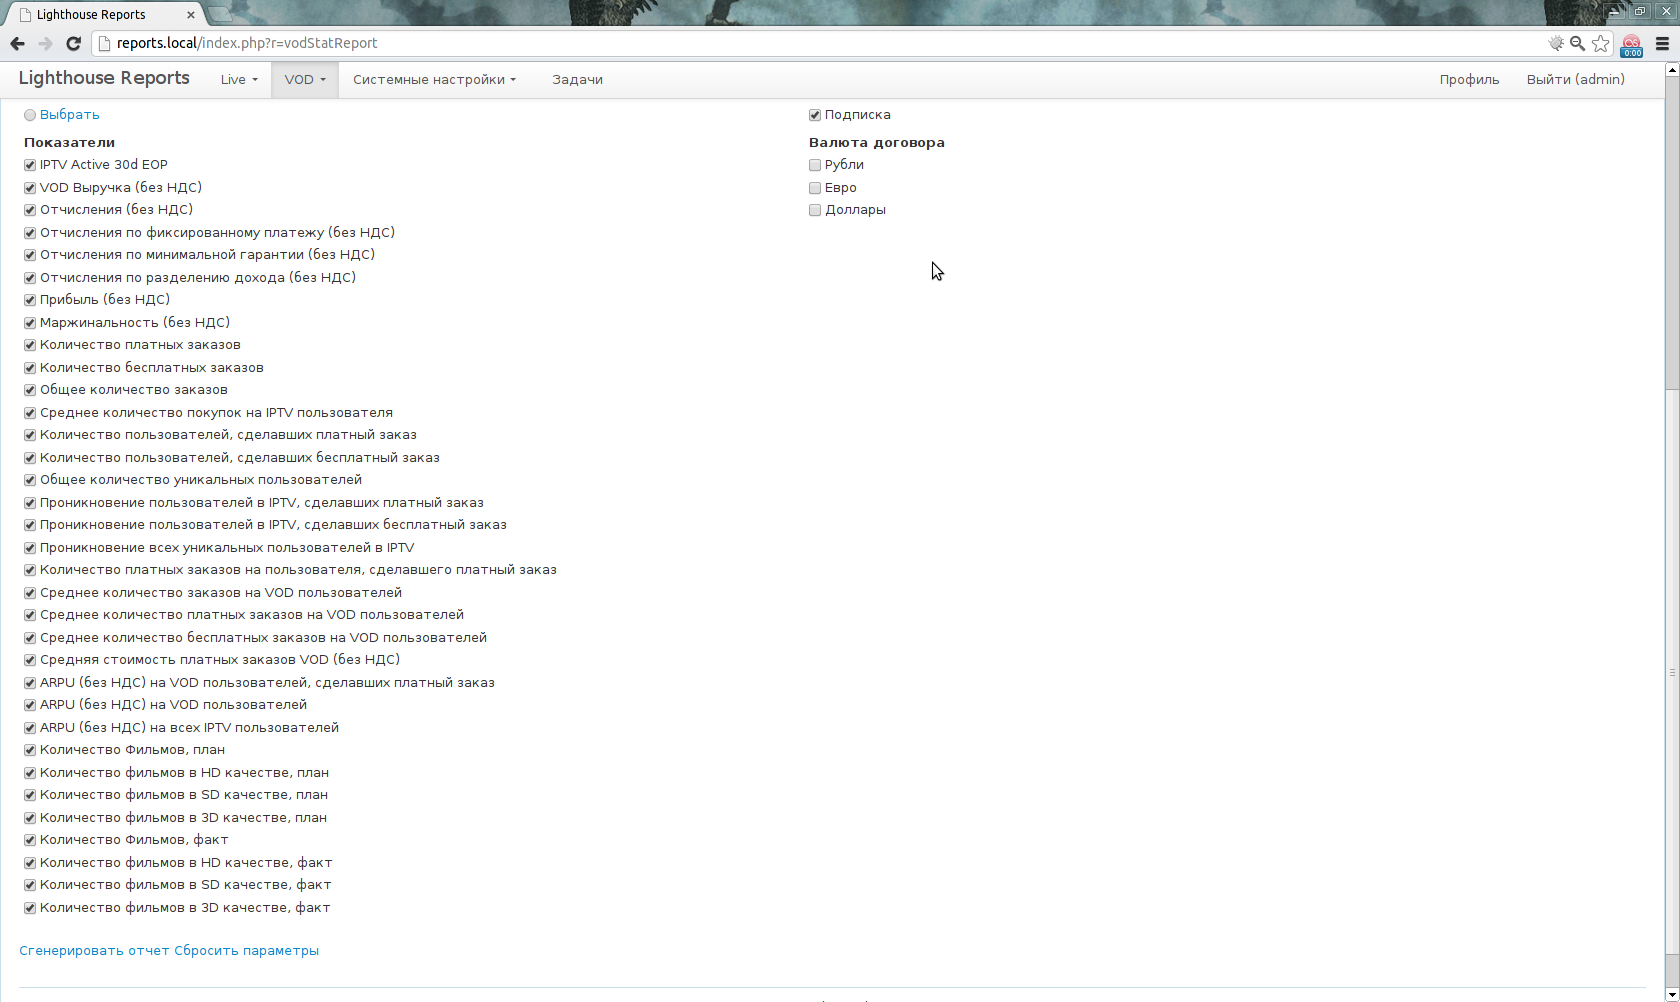 Lighthouse Reports
reports.local/index.php?r=vodStatReport
0:00
Lighthouse Reports Live VOD Системные настройки Задачи Профиль Выйти (admin)
Выбрать
Показатели
IPTV Active 30d EOP
VOD Выручка (без НДС)
Отчисления (без НДС)
Отчисления по фиксированному платежу (без НДС)
Отчисления по минимальной гарантии (без НДС)
Отчисления по разделению дохода (без НДС)
Прибыль (без НДС)
Маржинальность (без НДС)
Количество платных заказов
Количество бесплатных заказов
Общее количество заказов
Среднее количество покупок на IPTV пользователя
Количество пользователей, сделавших платный заказ
Количество пользователей, сделавших бесплатный заказ
Общее количество уникальных пользователей
Проникновение пользователей в IPTV, сделавших платный заказ
Проникновение пользователей в IPTV, сделавших бесплатный заказ
Проникновение всех уникальных пользователей в IPTV
Количество платных заказов на пользователя, сделавшего платный заказ
Среднее количество заказов на VOD пользователей
Среднее количество платных заказов на VOD пользователей
Среднее количество бесплатных заказов на VOD пользователей
Средняя стоимость платных заказов VOD (без НДС)
ARPU (без НДС) на VOD пользователей, сделавших платный заказ
ARPU (без НДС) на VOD пользователей
ARPU (без НДС) на всех IPTV пользователей
Количество Фильмов, план
Количество фильмов в HD качестве, план
Количество фильмов в SD качестве, план
Количество фильмов в 3D качестве, план
Количество Фильмов, факт
Количество фильмов в HD качестве, факт
Количество фильмов в SD качестве, факт
Количество фильмов в 3D качестве, факт
Подписка
Валюта договора
Рубли
Евро
Доллары
Сгенерировать отчет Сбросить параметры